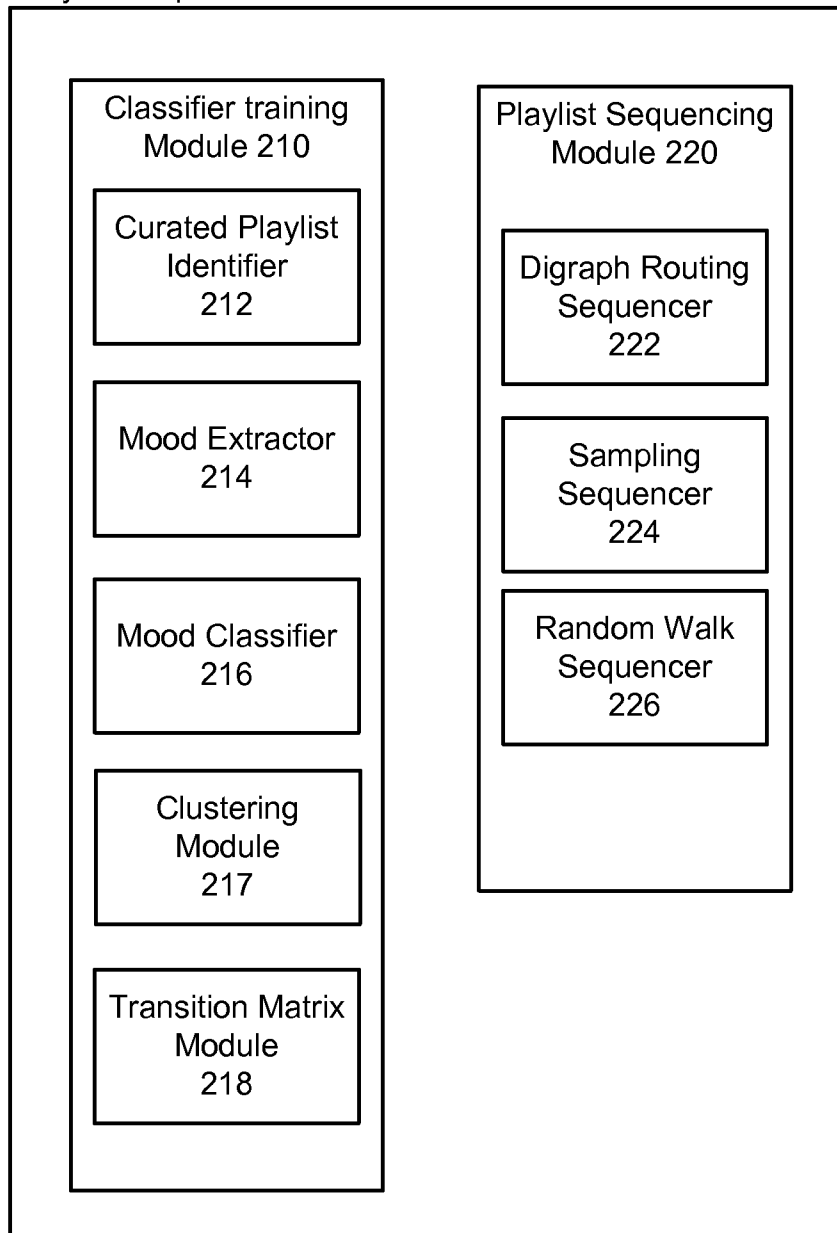 Classifier training
Module 210
Curated Playlist
Identifier
212
Mood Extractor
214
Mood Classifier
216
Clustering
Module
217
Transition Matrix
Module
218
Playlist Sequencing
Module 220
Digraph Routing
Sequencer
222
Sampling
Sequencer
224
Random Walk
Sequencer
226